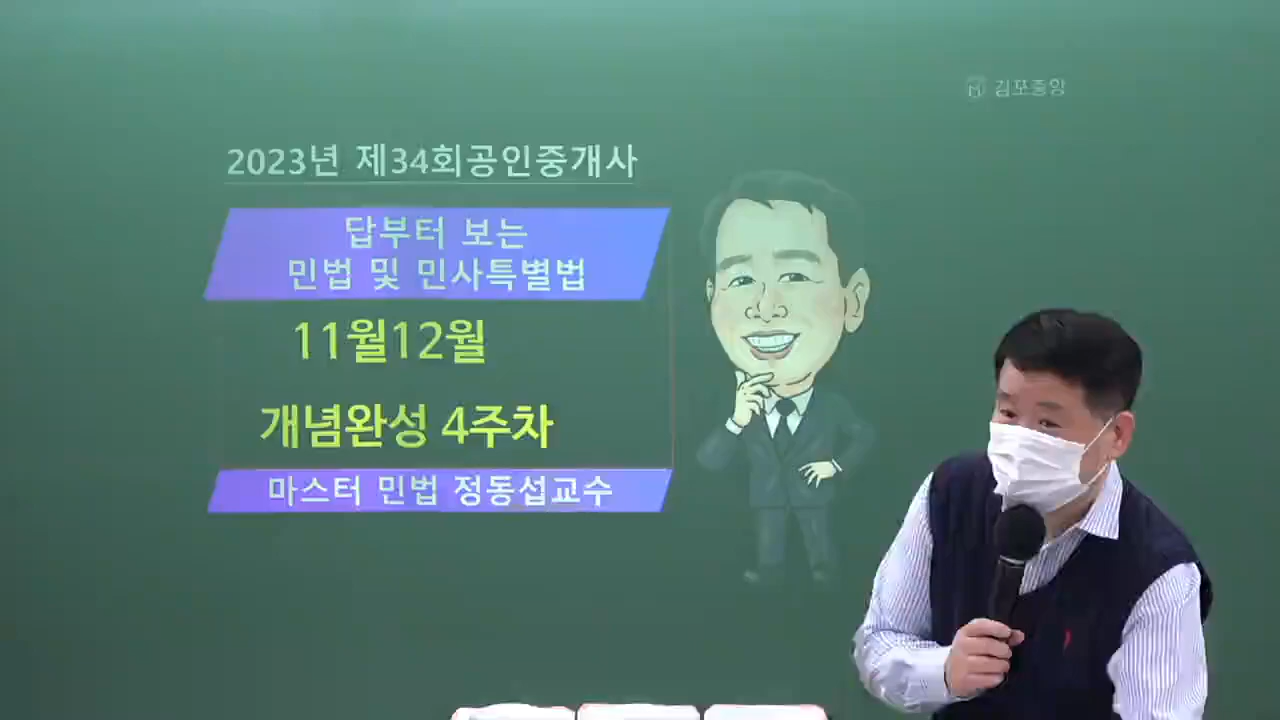 김포중앙
2023년 제34회공인중개사
답부터 보는
민법 및 민사특별법
11월12월
개념완성 4주차
마스터 민법 정동섭교수